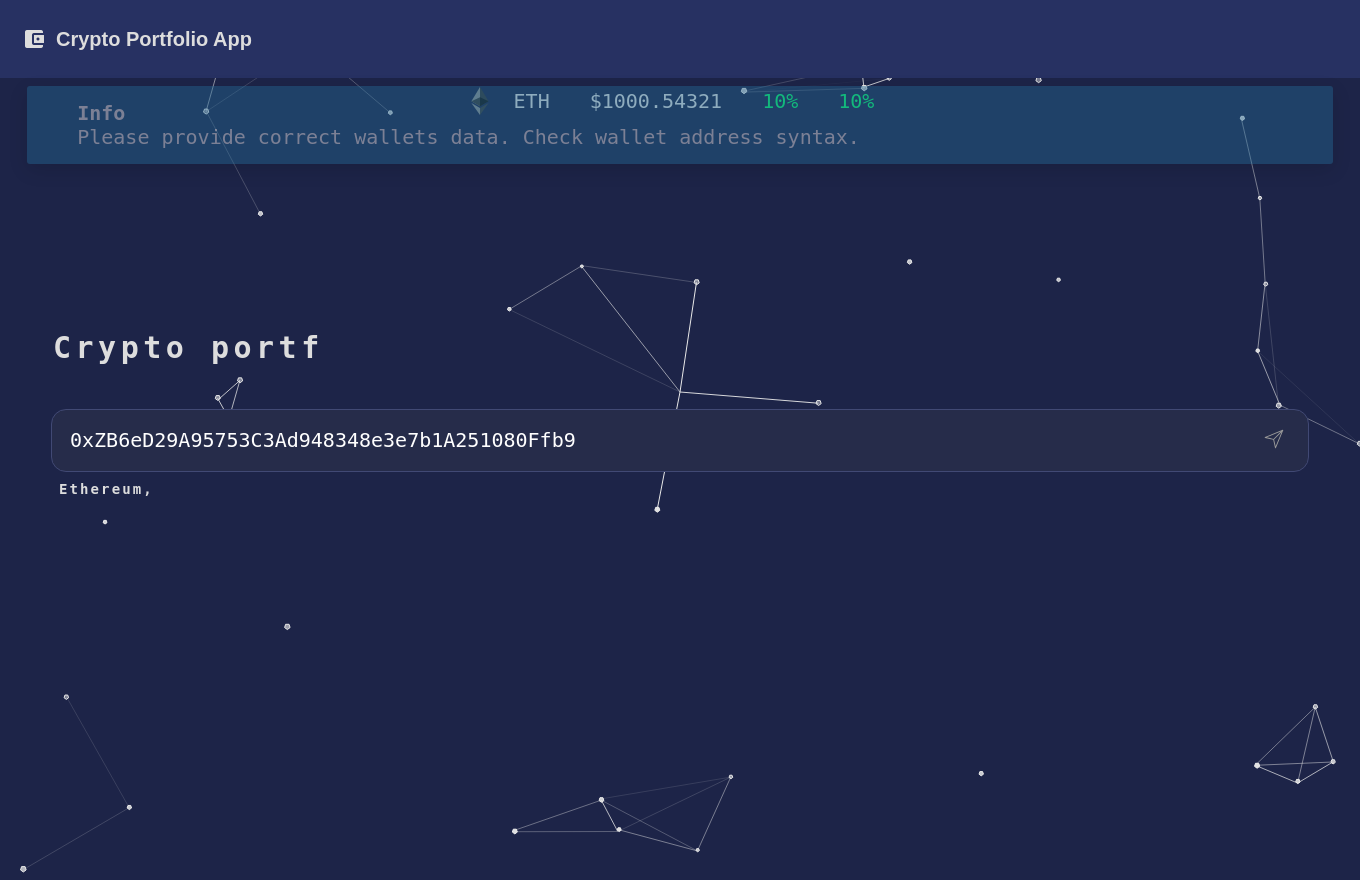 Crypto Portfolio App
ETH $1000.54321 10% 10%
Info
Please provide correct wallets data. Check wallet address syntax.
Crypto portf
0xZB6eD29A95753C3Ad948348e3e7b1A251080Ffb9
Ethereum,